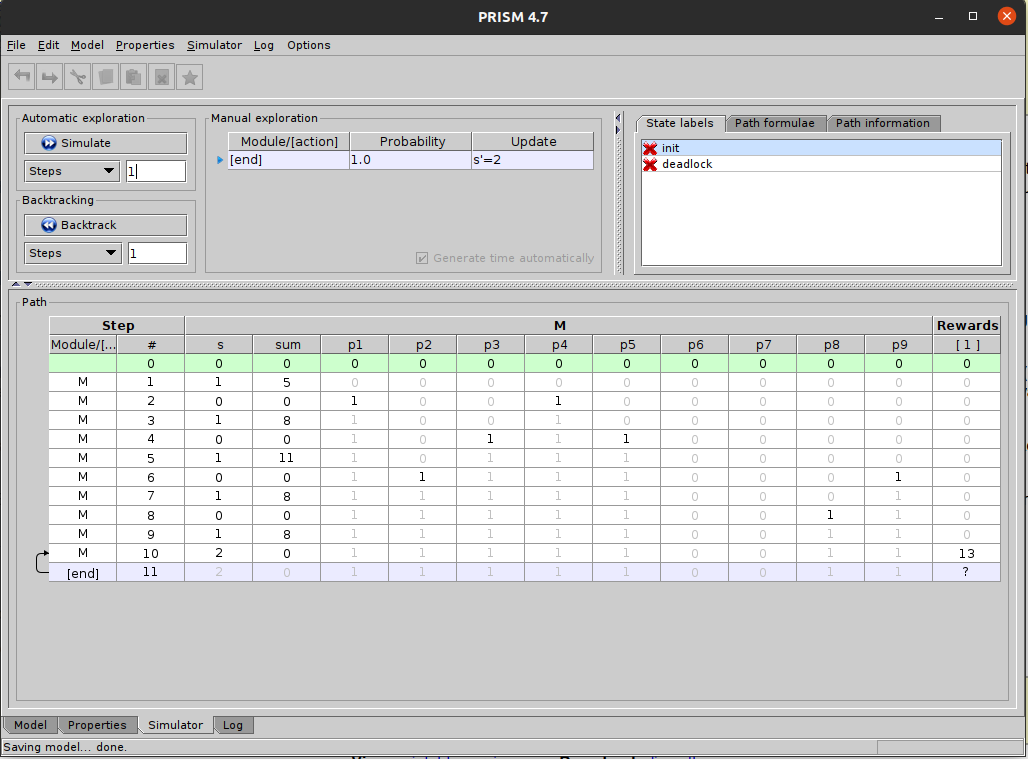 PRISM 4.7
File Edit Model Properties Simulator Log Options
Automatic exploration
Simulate
Steps 1
Backtracking
Backtrack
Steps 1
Manual exploration
Module/[action] Probability Update
[end] 1.0 s'=2
Generate time automatically
State labels Path formulae Path information
init
deadlock
Path
Step M Rewards
Module/[... # s sum p1 p2 p3 p4 p5 p6 p7 p8 p9 [ 1 ]
0 0 0 0 0 0 0 0 0 0 0 0 0
M 1 1 5 0 0 0 0 0 0 0 0 0 0
M 2 0 0 1 0 0 1 0 0 0 0 0 0
M 3 1 8 1 0 0 1 0 0 0 0 0 0
M 4 0 0 1 0 1 1 1 0 0 0 0 0
M 5 1 11 1 0 1 1 1 0 0 0 0 0
M 6 0 0 1 1 1 1 1 0 0 0 1 0
M 7 1 8 1 1 1 1 1 0 0 0 1 0
M 8 0 0 1 1 1 1 1 0 0 1 1 0
M 9 1 8 1 1 1 1 1 0 0 1 1 0
M 10 2 0 1 1 1 1 1 0 0 1 1 13
[end] 11 2 0 1 1 1 1 1 0 0 1 1 ?
Model Properties Simulator Log
Saving model... done.